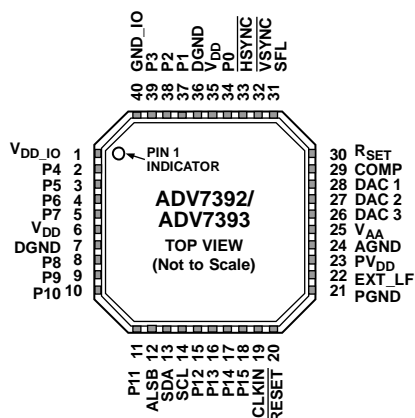 40 GND_IO
39 P3
38 P2
37 P1
36 DGND
35 VDD
34 P0
33 HSYNC
32 VSYNC
31 SFL
VDD_IO 1
P4 2
P5 3
P6 4
P7 5
VDD 6
DGND 7
P8 8
P9 9
P10 10
PIN 1
INDICATOR
ADV7392/
ADV7393
TOP VIEW
(Not to Scale)
30 RSET
29 COMP
28 DAC 1
27 DAC 2
26 DAC 3
25 VAA
24 AGND
23 PVDD
22 EXT_LF
21 PGND
P11 11
ALSB 12
SDA 13
SCL 14
P12 15
P13 16
P14 17
P15 18
CLKIN 19
RESET 20